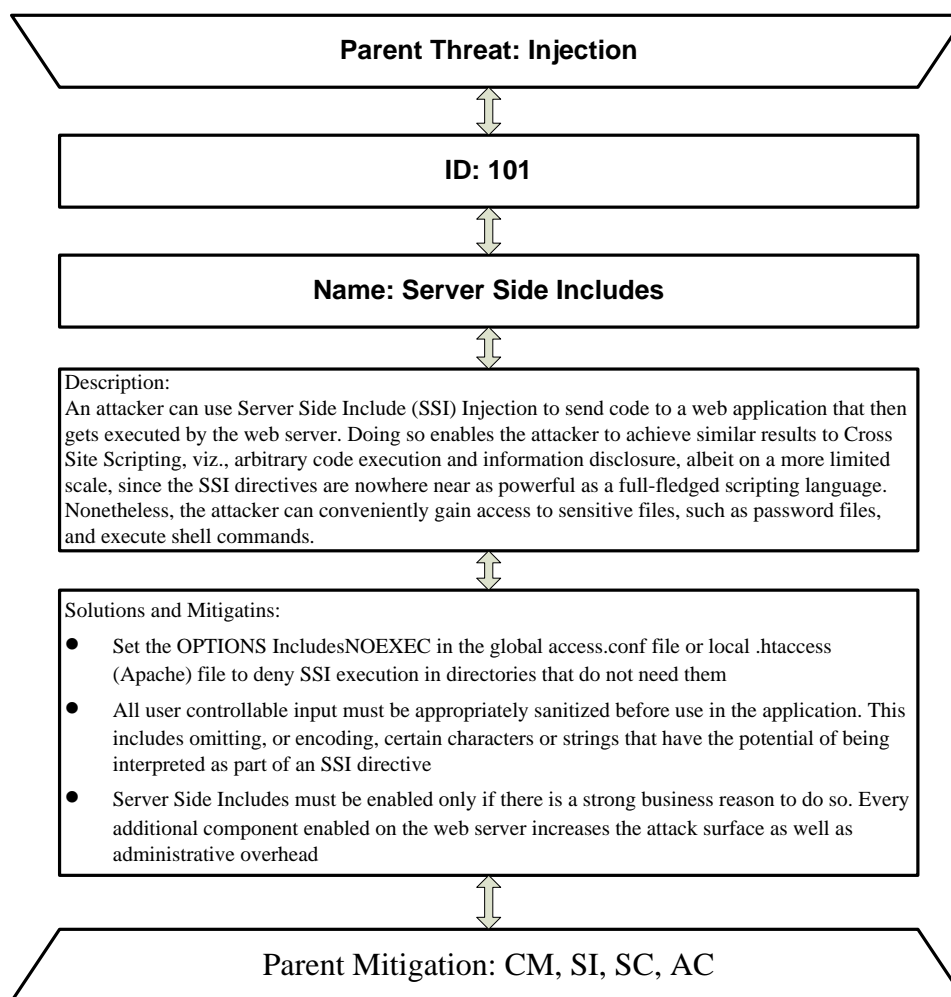 Parent Threat: Injection
ID: 101
Name: Server Side Includes
Description:
An attacker can use Server Side Include (SSI) Injection to send code to a web application that then
gets executed by the web server. Doing so enables the attacker to achieve similar results to Cross
Site Scripting, viz., arbitrary code execution and information disclosure, albeit on a more limited
scale, since the SSI directives are nowhere near as powerful as a full-fledged scripting language.
Nonetheless, the attacker can conveniently gain access to sensitive files, such as password files,
and execute shell commands.
Solutions and Mitigatins:
● Set the OPTIONS IncludesNOEXEC in the global access.conf file or local .htaccess
(Apache) file to deny SSI execution in directories that do not need them
● All user controllable input must be appropriately sanitized before use in the application. This
includes omitting, or encoding, certain characters or strings that have the potential of being
interpreted as part of an SSI directive
● Server Side Includes must be enabled only if there is a strong business reason to do so. Every
additional component enabled on the web server increases the attack surface as well as
administrative overhead
Parent Mitigation: CM, SI, SC, AC